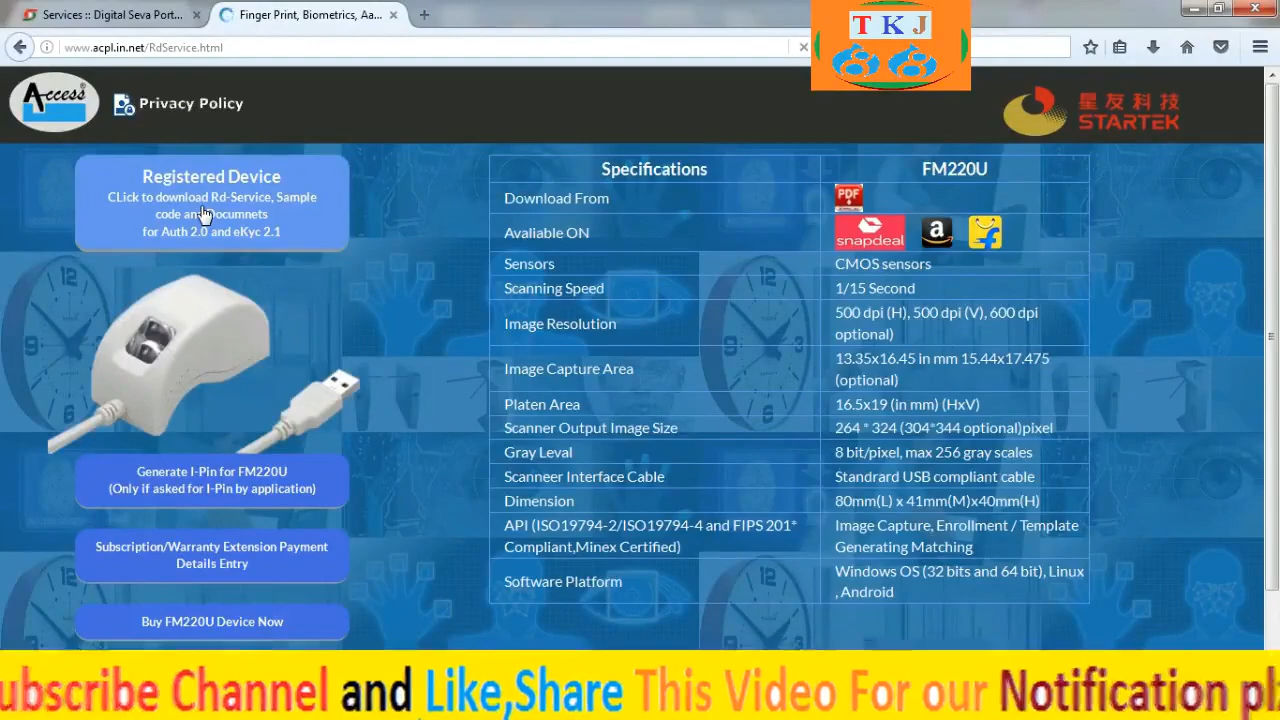 Services :: Digital Seva Port...
Finger Print, Biometrics, Aa...
www.acpl.in.net/RdService.html
TKJ
Access
Privacy Policy
星友科技
STARTEK
Registered Device
CLick to download Rd-Service, Sample
code and Documnets
for Auth 2.0 and eKyc 2.1
Generate I-Pin for FM220U
(Only if asked for I-Pin by application)
Subscription/Warranty Extension Payment
Details Entry
Buy FM220U Device Now
Specifications FM220U
Download From PDF
Avaliable ON snapdeal a
Sensors CMOS sensors
Scanning Speed 1/15 Second
Image Resolution 500 dpi (H), 500 dpi (V), 600 dpi
optional)
Image Capture Area 13.35x16.45 in mm 15.44x17.475
(optional)
Platen Area 16.5x19 (in mm) (HxV)
Scanner Output Image Size 264 * 324 (304*344 optional)pixel
Gray Leval 8 bit/pixel, max 256 gray scales
Scanneer Interface Cable Standrard USB compliant cable
Dimension 80mm(L) x 41mm(M)x40mm(H)
API (ISO19794-2/ISO19794-4 and FIPS 201* Image Capture, Enrollment / Template
Compliant,Minex Certified) Generating Matching
Software Platform Windows OS (32 bits and 64 bit), Linux
, Android
ubscribe Channel and Like,Share This Video For our Notification pl